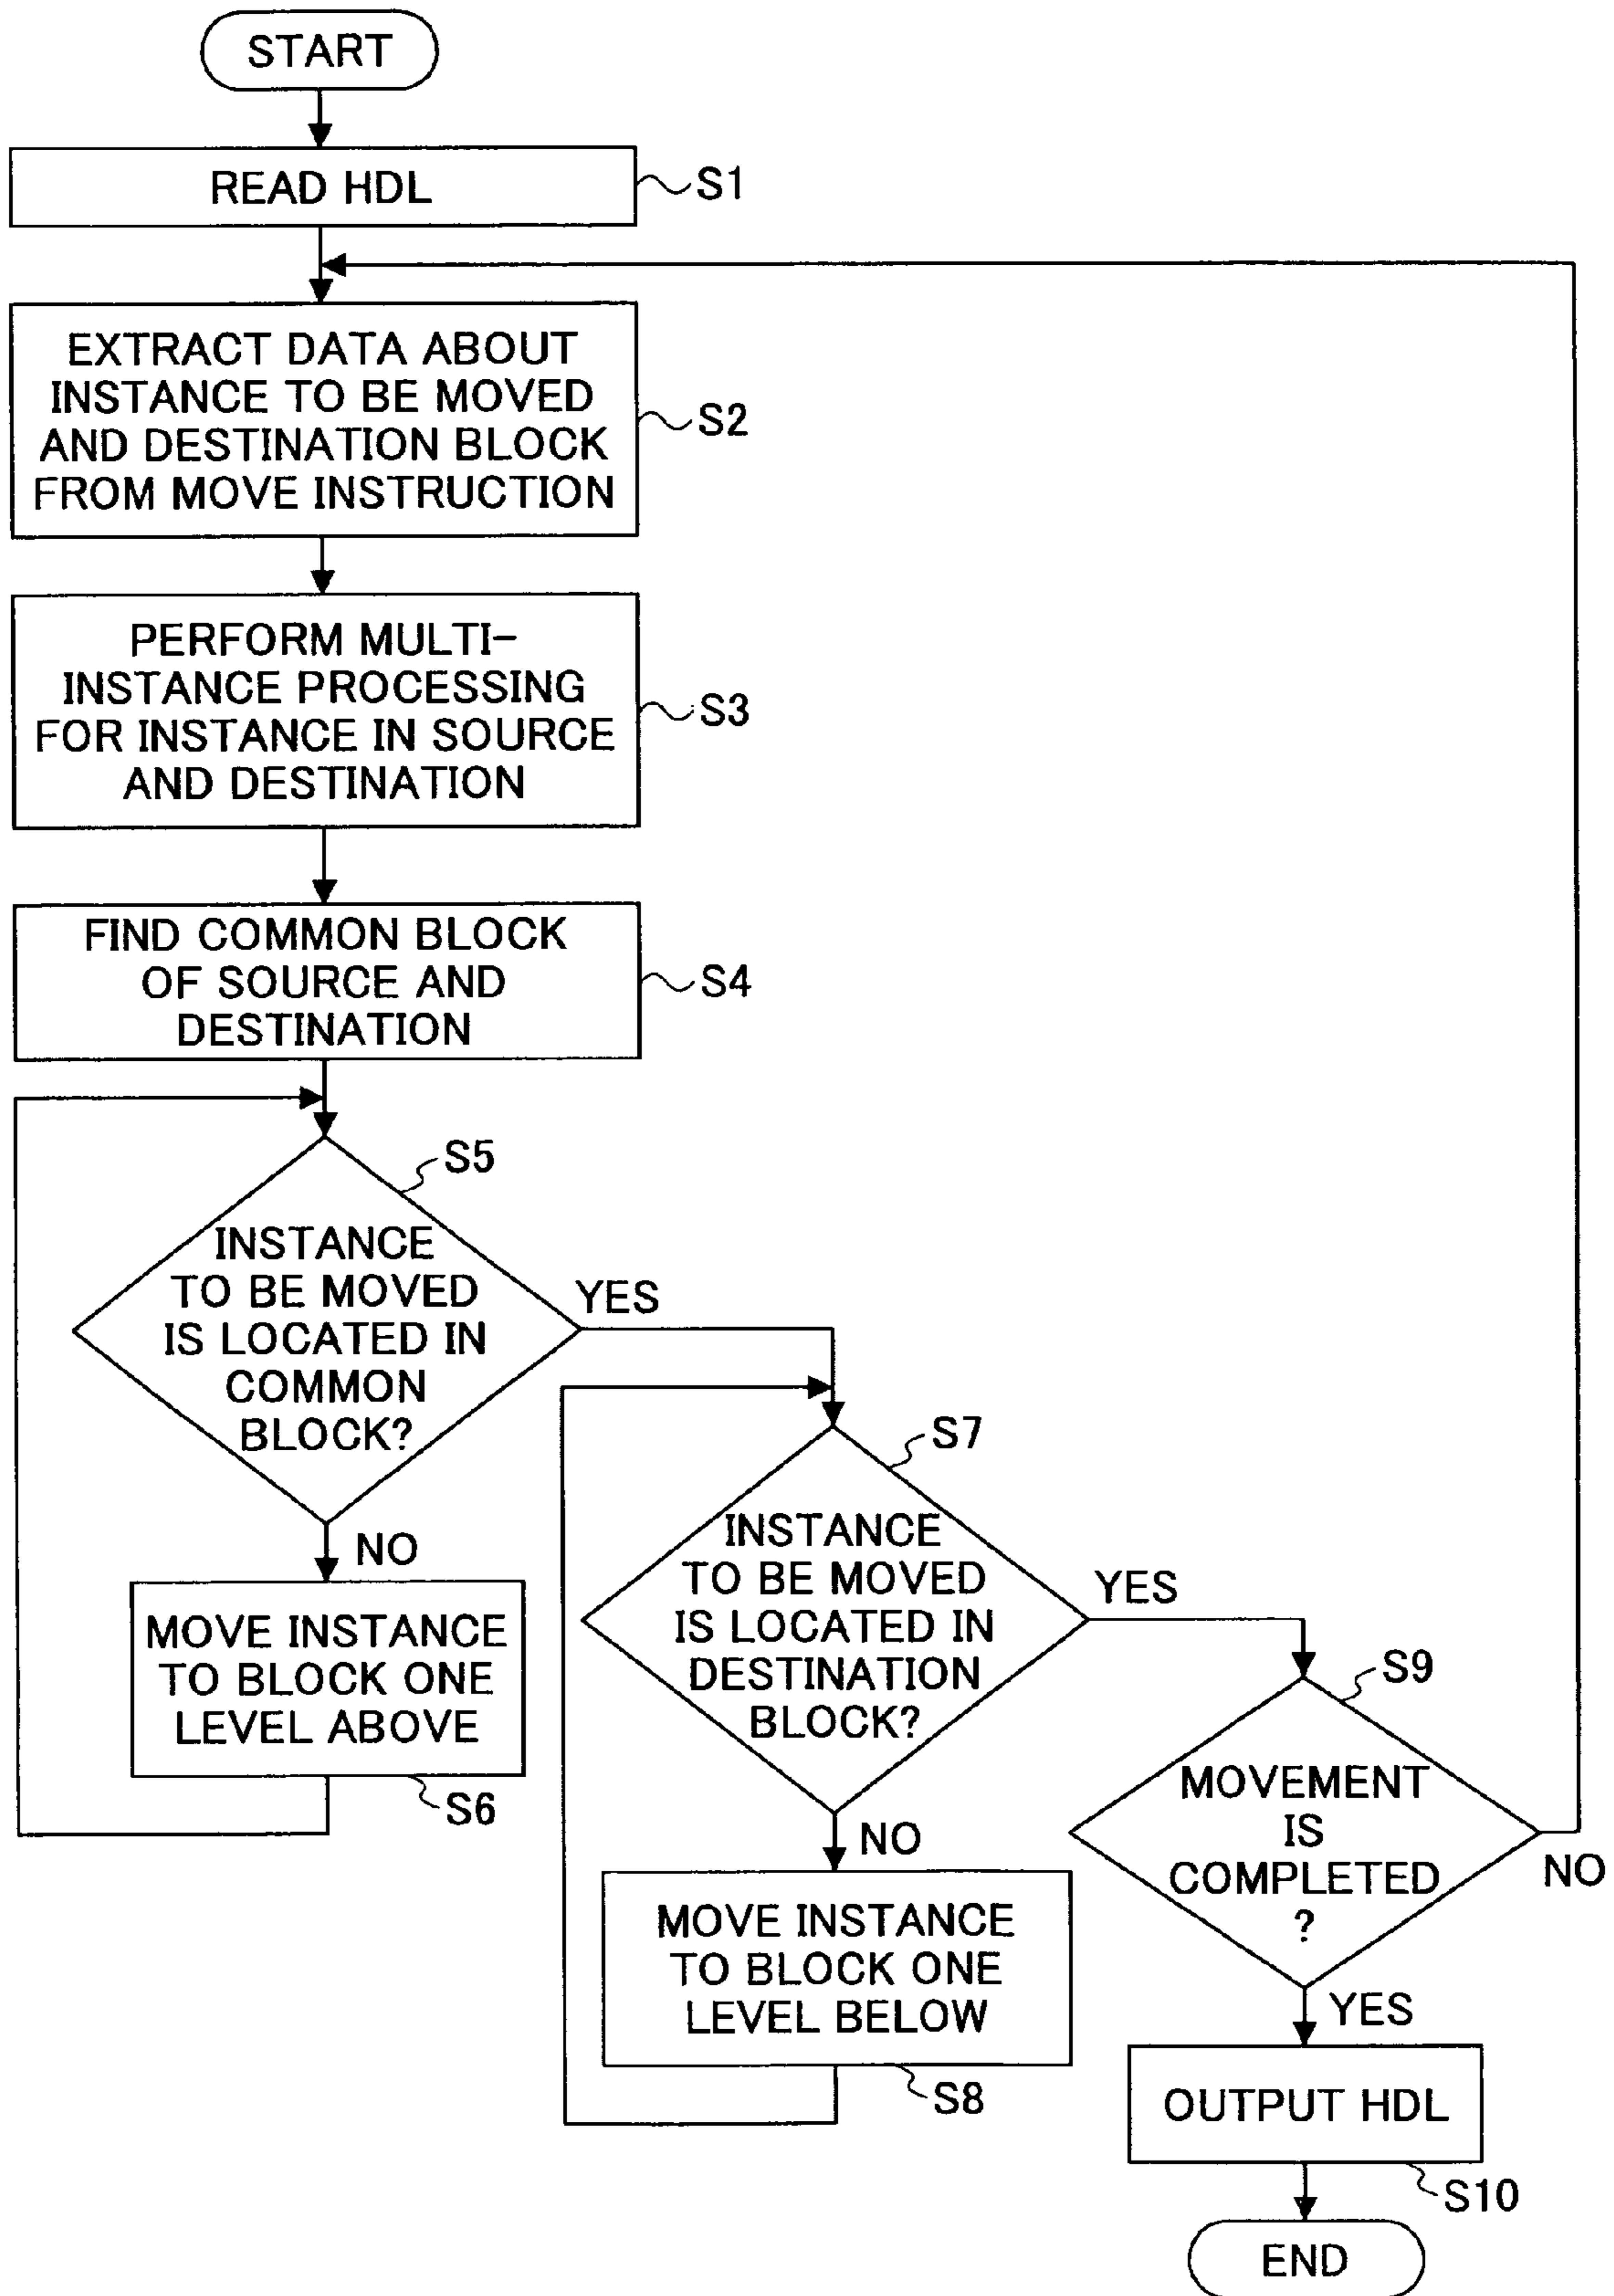 START
READ HDL
S1
EXTRACT DATA ABOUT
INSTANCE TO BE MOVED
AND DESTINATION BLOCK
FROM MOVE INSTRUCTION
S2
PERFORM MULTI-
INSTANCE PROCESSING
FOR INSTANCE IN SOURCE
AND DESTINATION
S3
FIND COMMON BLOCK
OF SOURCE AND
DESTINATION
S4
S5
INSTANCE
TO BE MOVED
IS LOCATED IN
COMMON
BLOCK?
YES
NO
MOVE INSTANCE
TO BLOCK ONE
LEVEL ABOVE
S6
S7
INSTANCE
TO BE MOVED
IS LOCATED IN
DESTINATION
BLOCK?
YES
NO
MOVE INSTANCE
TO BLOCK ONE
LEVEL BELOW
S8
S9
MOVEMENT
IS
COMPLETED
?
NO
YES
OUTPUT HDL
S10
END